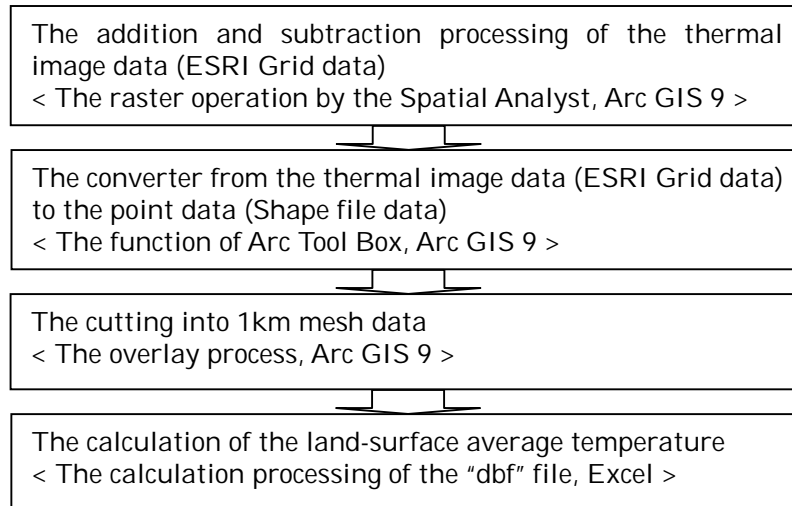 The addition and subtraction processing of the thermal
image data (ESRI Grid data)
< The raster operation by the Spatial Analyst, Arc GIS 9 >
The converter from the thermal image data (ESRI Grid data)
to the point data (Shape file data)
< The function of Arc Tool Box, Arc GIS 9 >
The cutting into 1km mesh data
< The overlay process, Arc GIS 9 >
The calculation of the land-surface average temperature
< The calculation processing of the “dbf” file, Excel >